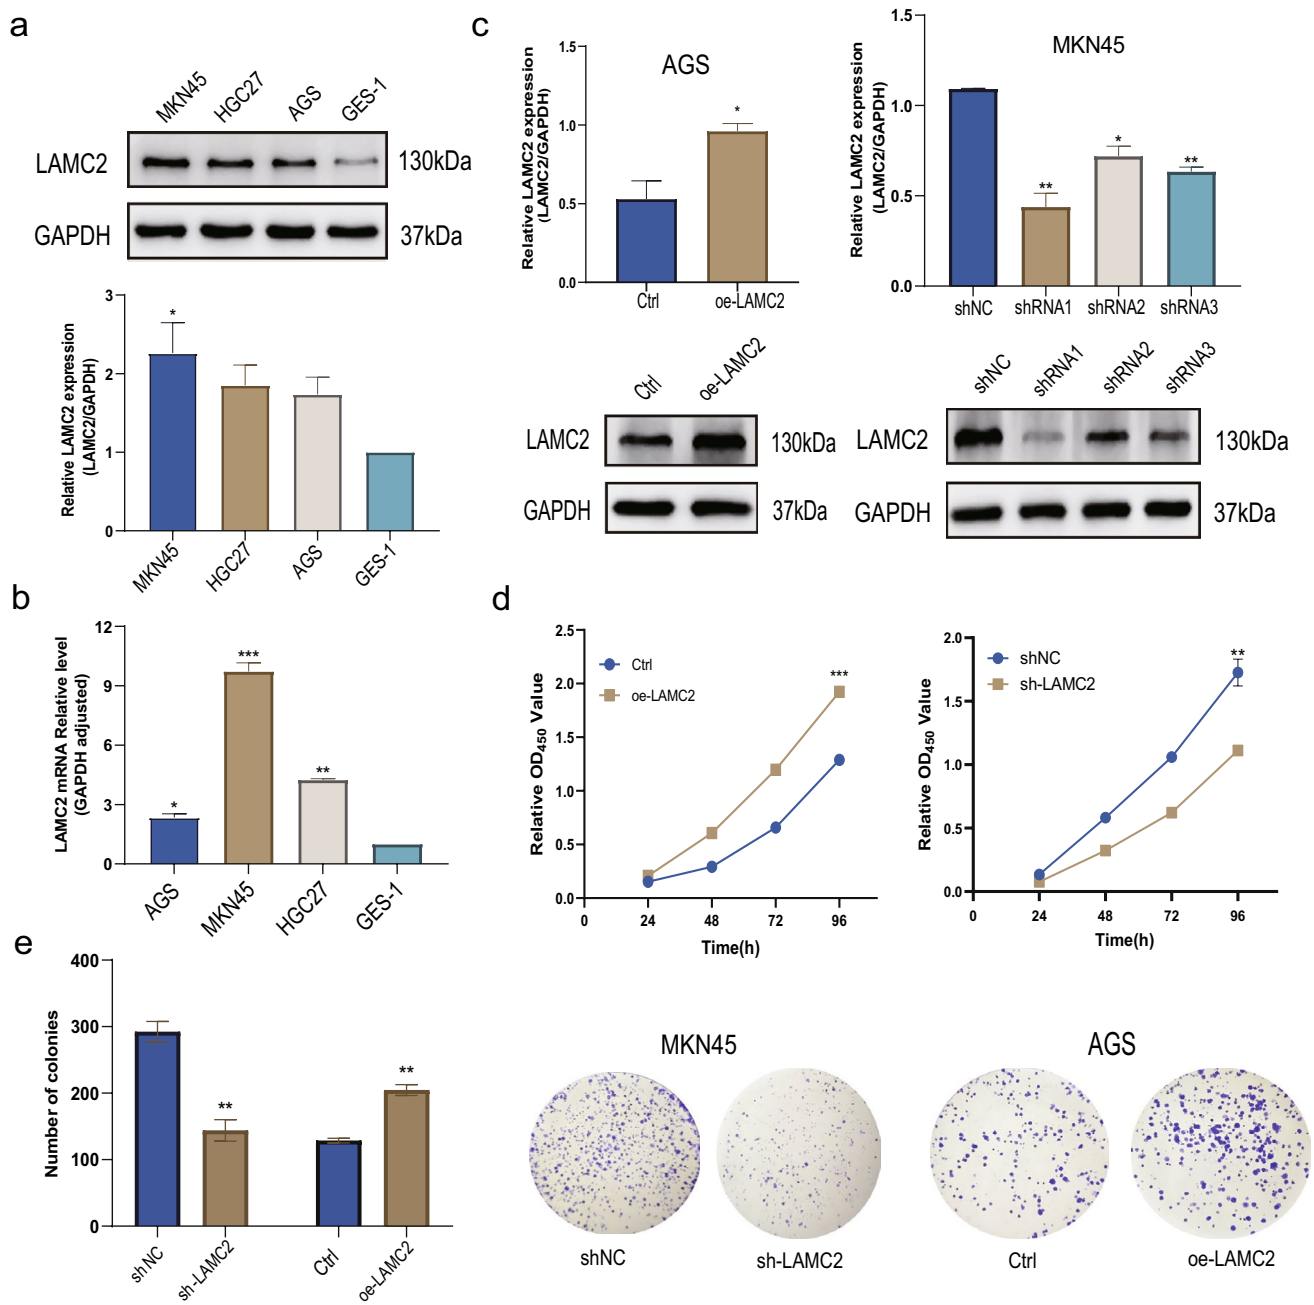 a
MKN45
HGC27
AGS
GES-1
LAMC2
130kDa
GAPDH
37kDa
Relative LAMC2 expression
(LAMC2/GAPDH)
3
2
1
0
*
MKN45
HGC27
AGS
GES-1
b
LAMC2 mRNA Relative level
(GAPDH adjusted)
12
9
6
3
0
*
***
**
AGS
MKN45
HGC27
GES-1
c
AGS
Relative LAMC2 expression
(LAMC2/GAPDH)
1.5
1.0
0.5
0.0
*
Ctrl
oe-LAMC2
MKN45
Relative LAMC2 expression
(LAMC2/GAPDH)
1.5
1.0
0.5
0.0
**
*
**
shNC
shRNA1
shRNA2
shRNA3
Ctrl
oe-LAMC2
LAMC2
130kDa
GAPDH
37kDa
shNC
shRNA1
shRNA2
shRNA3
LAMC2
130kDa
GAPDH
37kDa
d
Relative OD450 Value
2.5
2.0
1.5
1.0
0.5
0.0
Ctrl
oe-LAMC2
***
0
24
48
72
96
Time(h)
Relative OD450 Value
2.0
1.5
1.0
0.5
0.0
shNC
sh-LAMC2
**
0
24
48
72
96
Time(h)
e
Number of colonies
400
300
200
100
0
**
**
shNC
sh-LAMC2
Ctrl
oe-LAMC2
MKN45
AGS
shNC
sh-LAMC2
Ctrl
oe-LAMC2